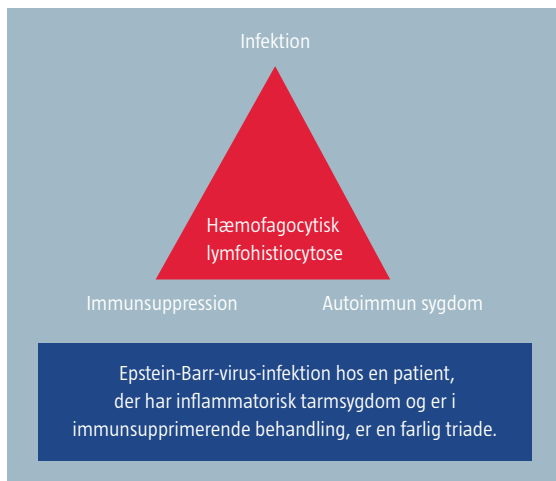 Infektion
Hæmofagocytisk
lymfohistiocytose
Immunsuppression
Autoimmun sygdom
Epstein-Barr-virus-infektion hos en patient,
der har inflammatorisk tarmsygdom og er i
immunsupprimerende behandling, er en farlig triade.